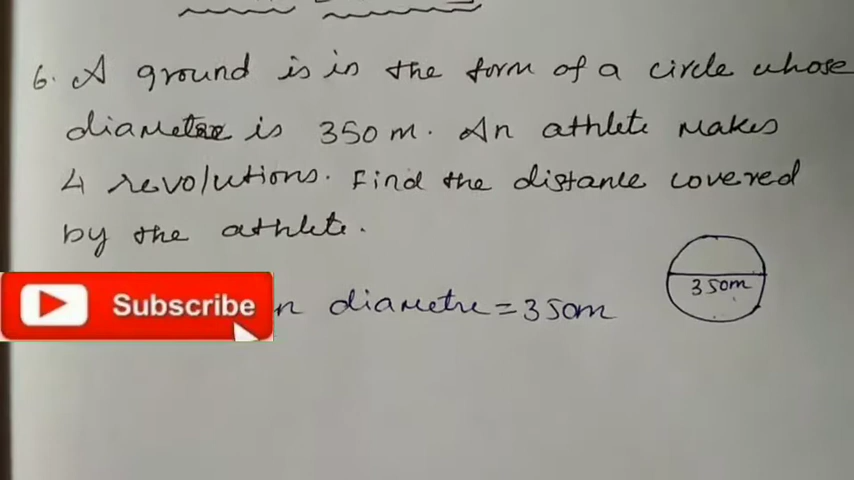 6. A ground is in the form of a circle whose
diametre is 350 m. An athlete makes
4 revolutions. Find the distance covered
by the athlete.
350m
Subscribe
n diametre = 350m